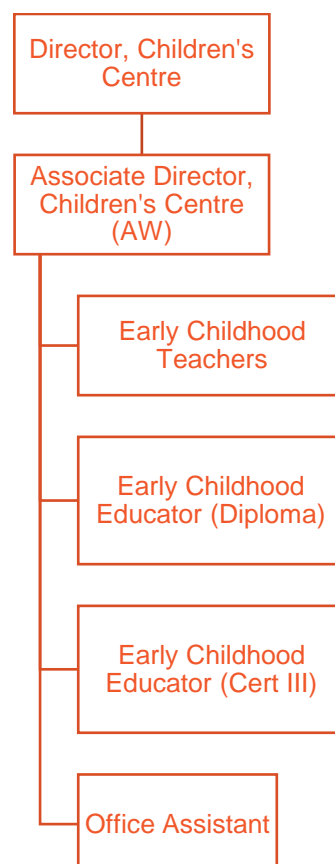 Director, Children's
Centre
Associate Director,
Children's Centre
(AW)
Early Childhood
Teachers
Early Childhood
Educator (Diploma)
Early Childhood
Educator (Cert III)
Office Assistant